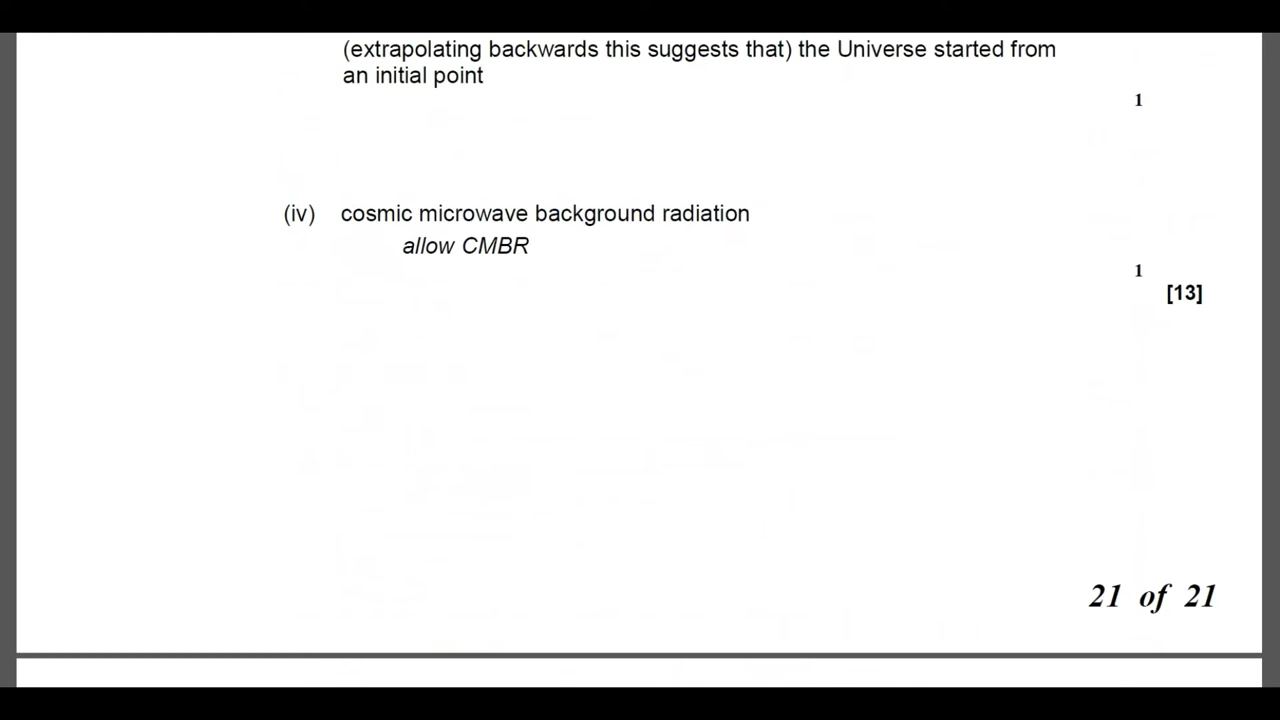 (extrapolating backwards this suggests that) the Universe started from
an initial point
1
(iv) cosmic microwave background radiation
allow CMBR
1
[13]
21 of 21